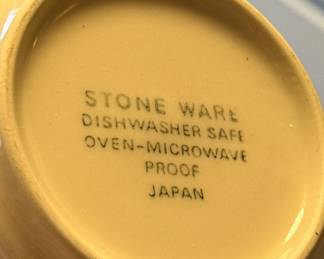 STONE WARE
DISHWASHER SAFE
OVEN-MICROWAVE
PROOF
JAPAN